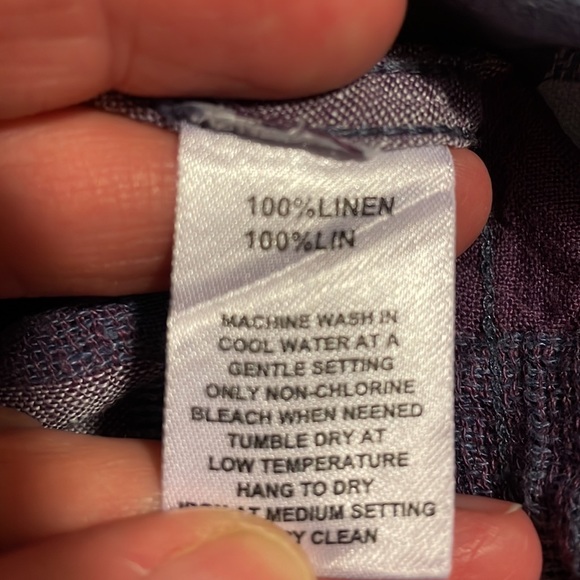 100%LINEN
100%LIN
MACHINE WASH IN
COOL WATER AT A
GENTLE SETTING
ONLY NON-CHLORINE
BLEACH WHEN NEENED
TUMBLE DRY AT
LOW TEMPERATURE
HANG TO DRY
IRON AT MEDIUM SETTING
CLEAN